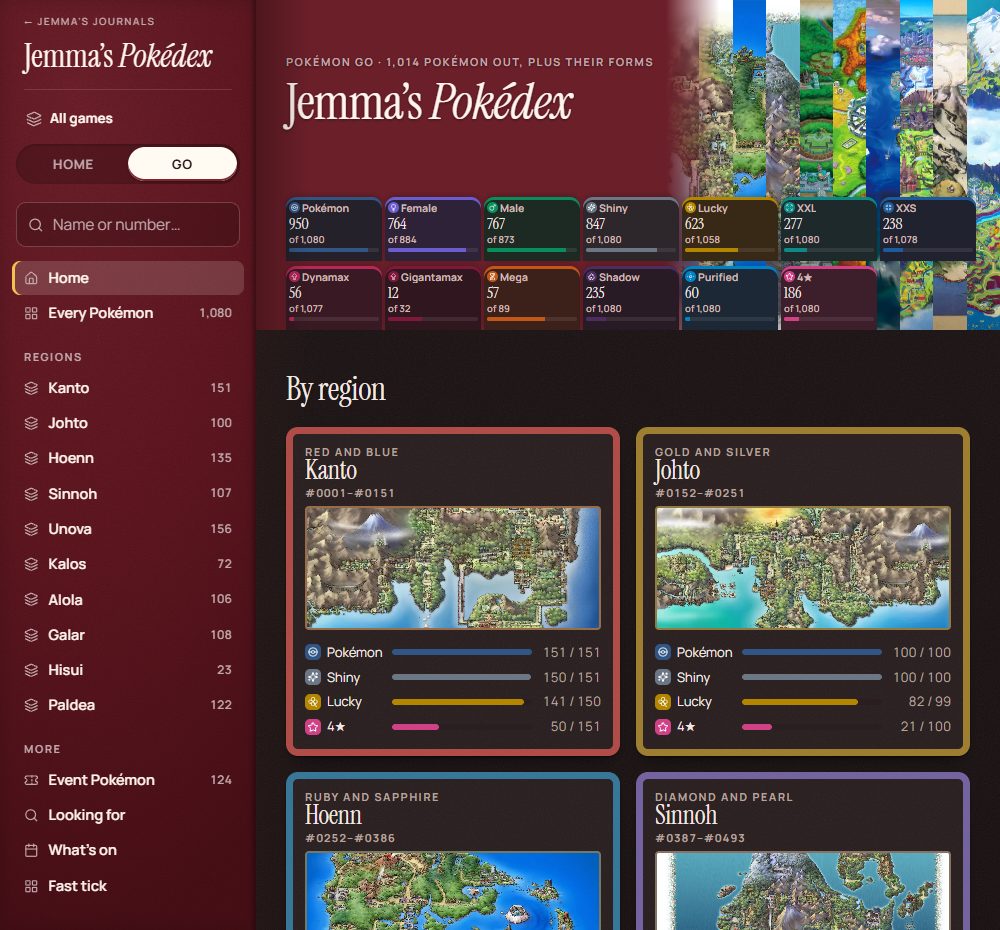 ← JEMMA'S JOURNALS
Jemma's Pokédex
All games
HOME GO
Name or number...
Home
Every Pokémon 1,080
REGIONS
Kanto 151
Johto 100
Hoenn 135
Sinnoh 107
Unova 156
Kalos 72
Alola 106
Galar 108
Hisui 23
Paldea 122
MORE
Event Pokémon 124
Looking for
What's on
Fast tick
POKÉMON GO · 1,014 POKÉMON OUT, PLUS THEIR FORMS
Jemma's Pokédex
Pokémon
950
of 1,080
Female
764
of 884
Male
767
of 873
Shiny
847
of 1,080
Lucky
623
of 1,058
XXL
277
of 1,080
XXS
238
of 1,078
Dynamax
56
of 1,077
Gigantamax
12
of 32
Mega
57
of 89
Shadow
235
of 1,080
Purified
60
of 1,080
4★
186
of 1,080
By region
RED AND BLUE
Kanto
#0001–#0151
Pokémon 151 / 151
Shiny 150 / 151
Lucky 141 / 150
4★ 50 / 151
GOLD AND SILVER
Johto
#0152–#0251
Pokémon 100 / 100
Shiny 100 / 100
Lucky 82 / 99
4★ 21 / 100
RUBY AND SAPPHIRE
Hoenn
#0252–#0386
DIAMOND AND PEARL
Sinnoh
#0387–#0493